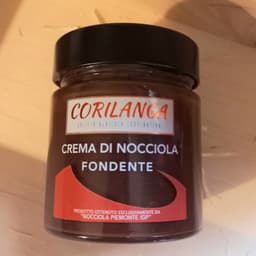 CORILANGA
CREMA DI NOCCIOLA
FONDENTE
PRODOTTO OTTENUTO ESCLUSIVAMENTE DA
"NOCCIOLA PIEMONTE IGP"